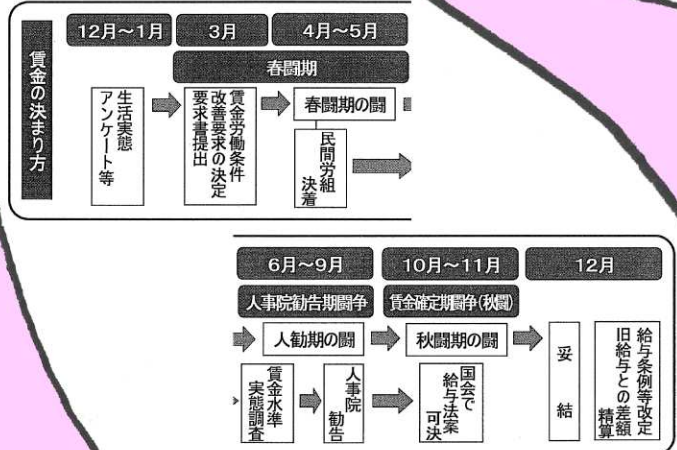 賃金の決まり方
12月～1月
3月
4月～5月
春闘期
生活実態
アンケート等
賃金労働条件
改善要求の決定
要求書提出
春闘期の闘
民間労組
決着
6月～9月
10月～11月
12月
人事院勧告期闘争
賃金確定期闘争(秋闘)
人勧期の闘
秋闘期の闘
賃金水準
実態調査
人事院
勧告
国会で
給与法案
可決
妥結
給与条例等改定
旧給与との差額
精算